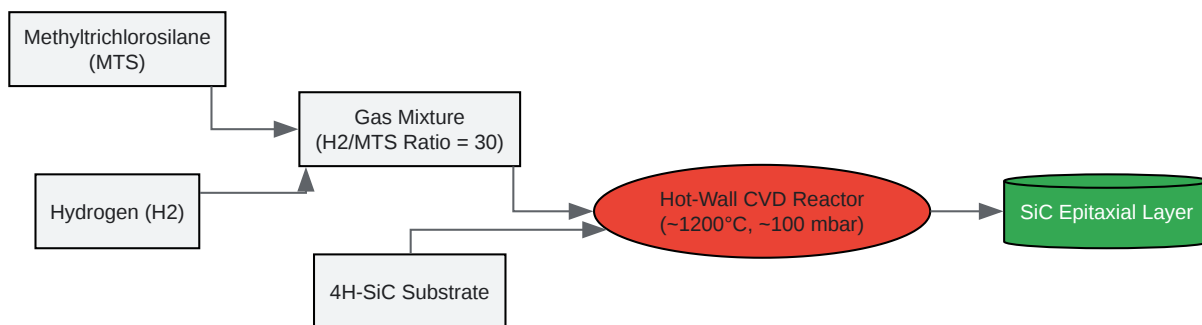 Methyltrichlorosilane
(MTS)
Gas Mixture
(H2/MTS Ratio = 30)
Hydrogen (H2)
Hot-Wall CVD Reactor
(~1200°C, ~100 mbar)
SiC Epitaxial Layer
4H-SiC Substrate